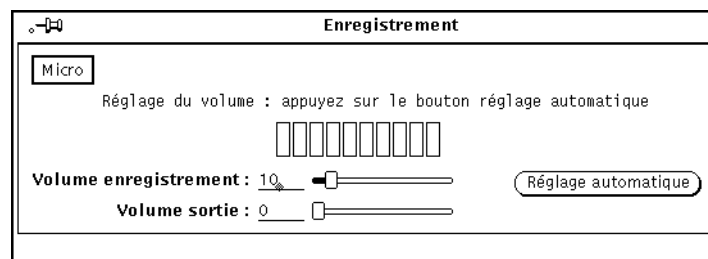 Enregistrement
Micro
Réglage du volume : appuyez sur le bouton réglage automatique
Volume enregistrement : 10
Réglage automatique
Volume sortie : 0